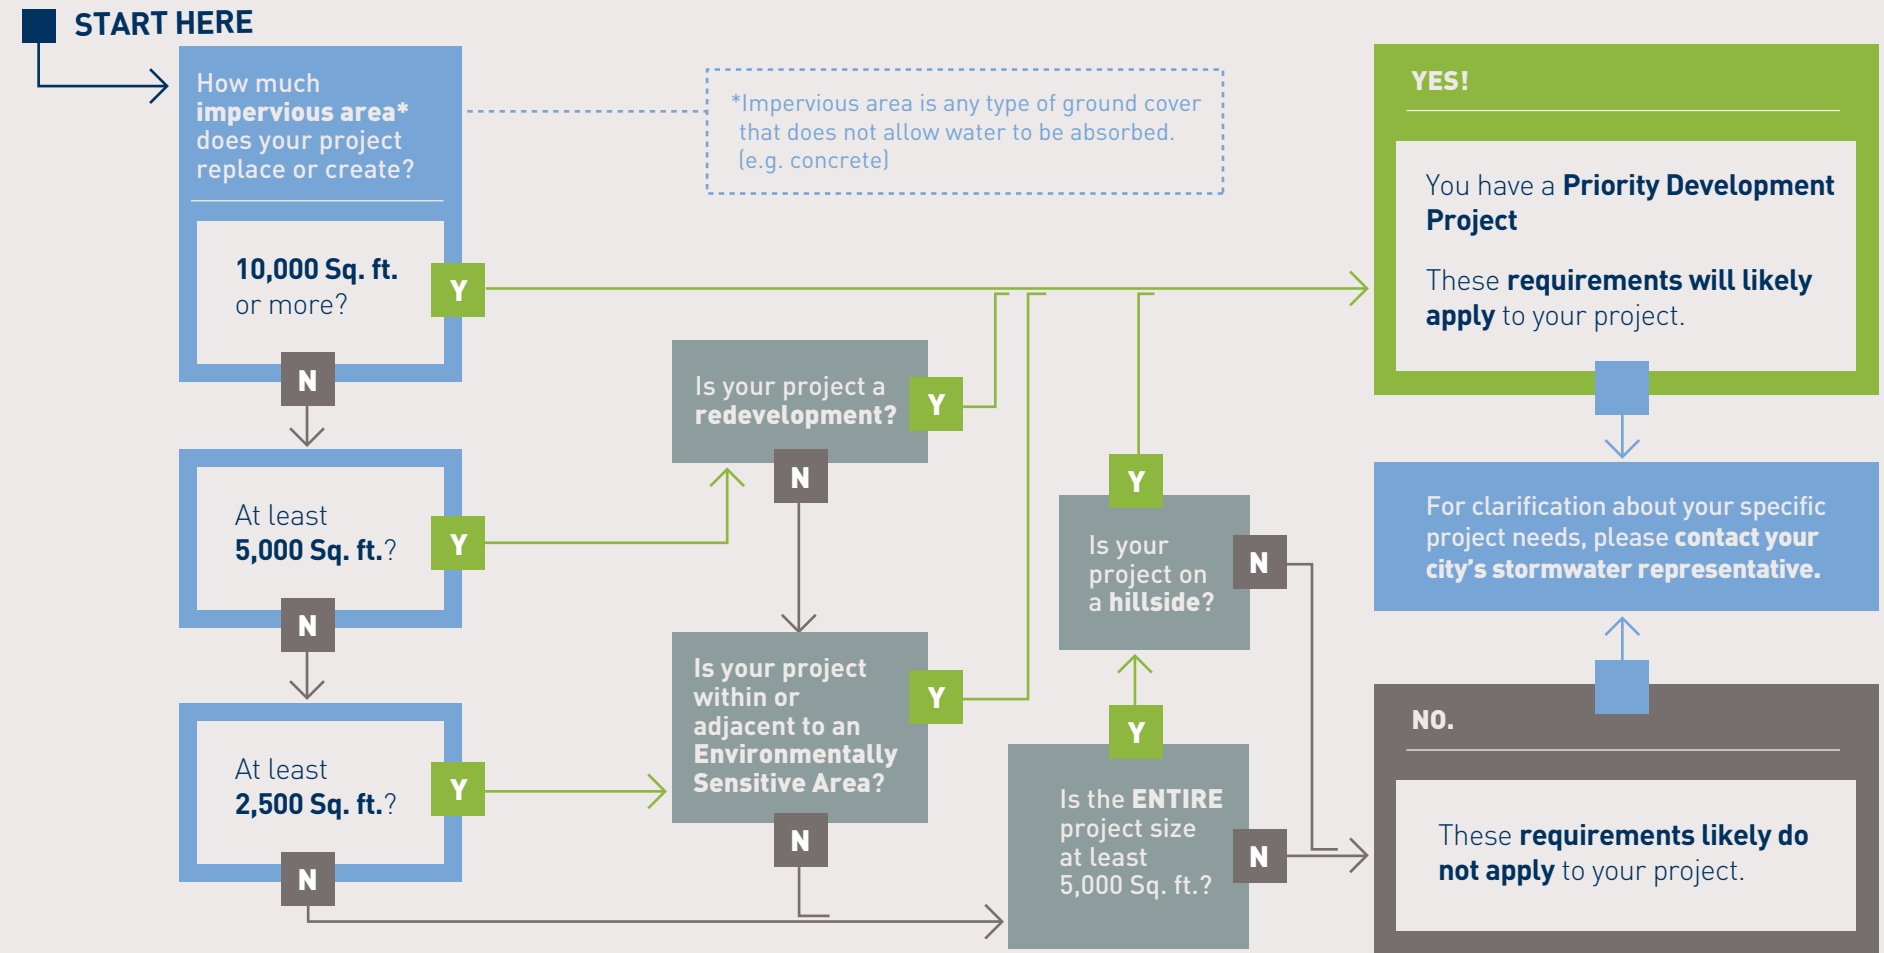 START HERE
How much
impervious area*
does your project
replace or create?
*Impervious area is any type of ground cover
that does not allow water to be absorbed.
(e.g. concrete)
10,000 Sq. ft.
or more?
Y
N
At least
5,000 Sq. ft.?
Y
N
At least
2,500 Sq. ft.?
Y
N
Is your project a
redevelopment?
Y
N
Is your project
within or
adjacent to an
Environmentally
Sensitive Area?
Y
N
Y
Is your
project on
a hillside?
N
Y
Is the ENTIRE
project size
at least
5,000 Sq. ft.?
N
YES!
You have a Priority Development
Project
These requirements will likely
apply to your project.
For clarification about your specific
project needs, please contact your
city's stormwater representative.
NO.
These requirements likely do
not apply to your project.